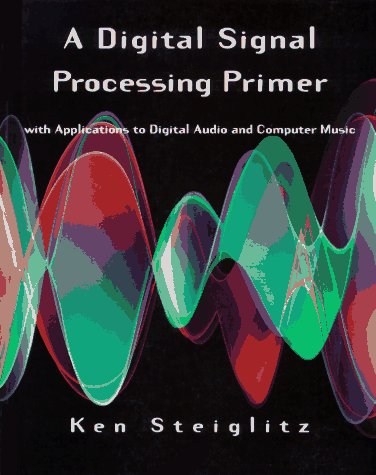 A Digital Signal
Processing Primer
with Applications to Digital Audio and Computer Music
Ken Steiglitz